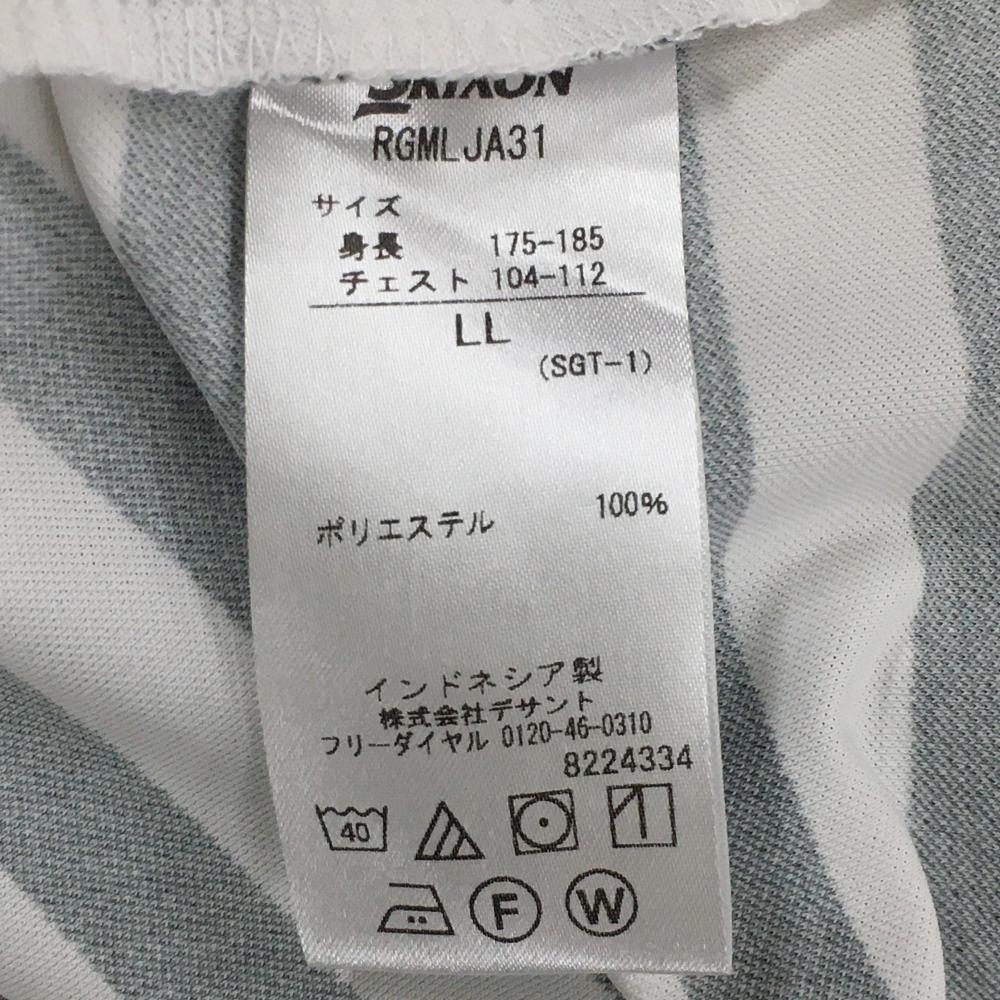 SRIXON
RGMLJA31
サイズ
身長 175-185
チェスト 104-112
LL
(SGT-1)
ポリエステル 100%
インドネシア製
株式会社デサント
フリーダイヤル 0120-46-0310
8224334
40
F W